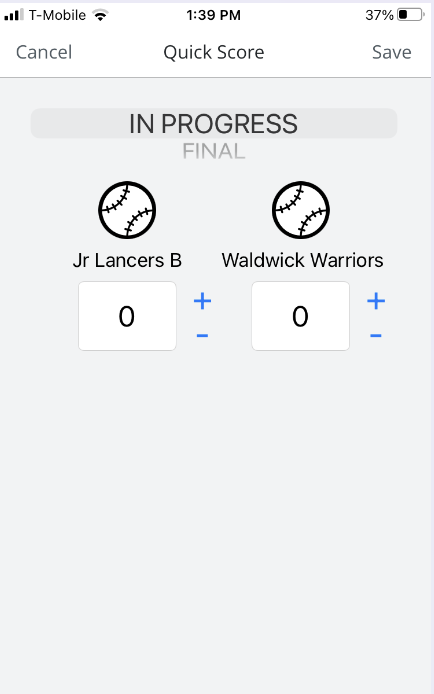 T-Mobile 1:39 PM 37%
Cancel Quick Score Save
IN PROGRESS
FINAL
Jr Lancers B Waldwick Warriors
0 + 0 +
- -